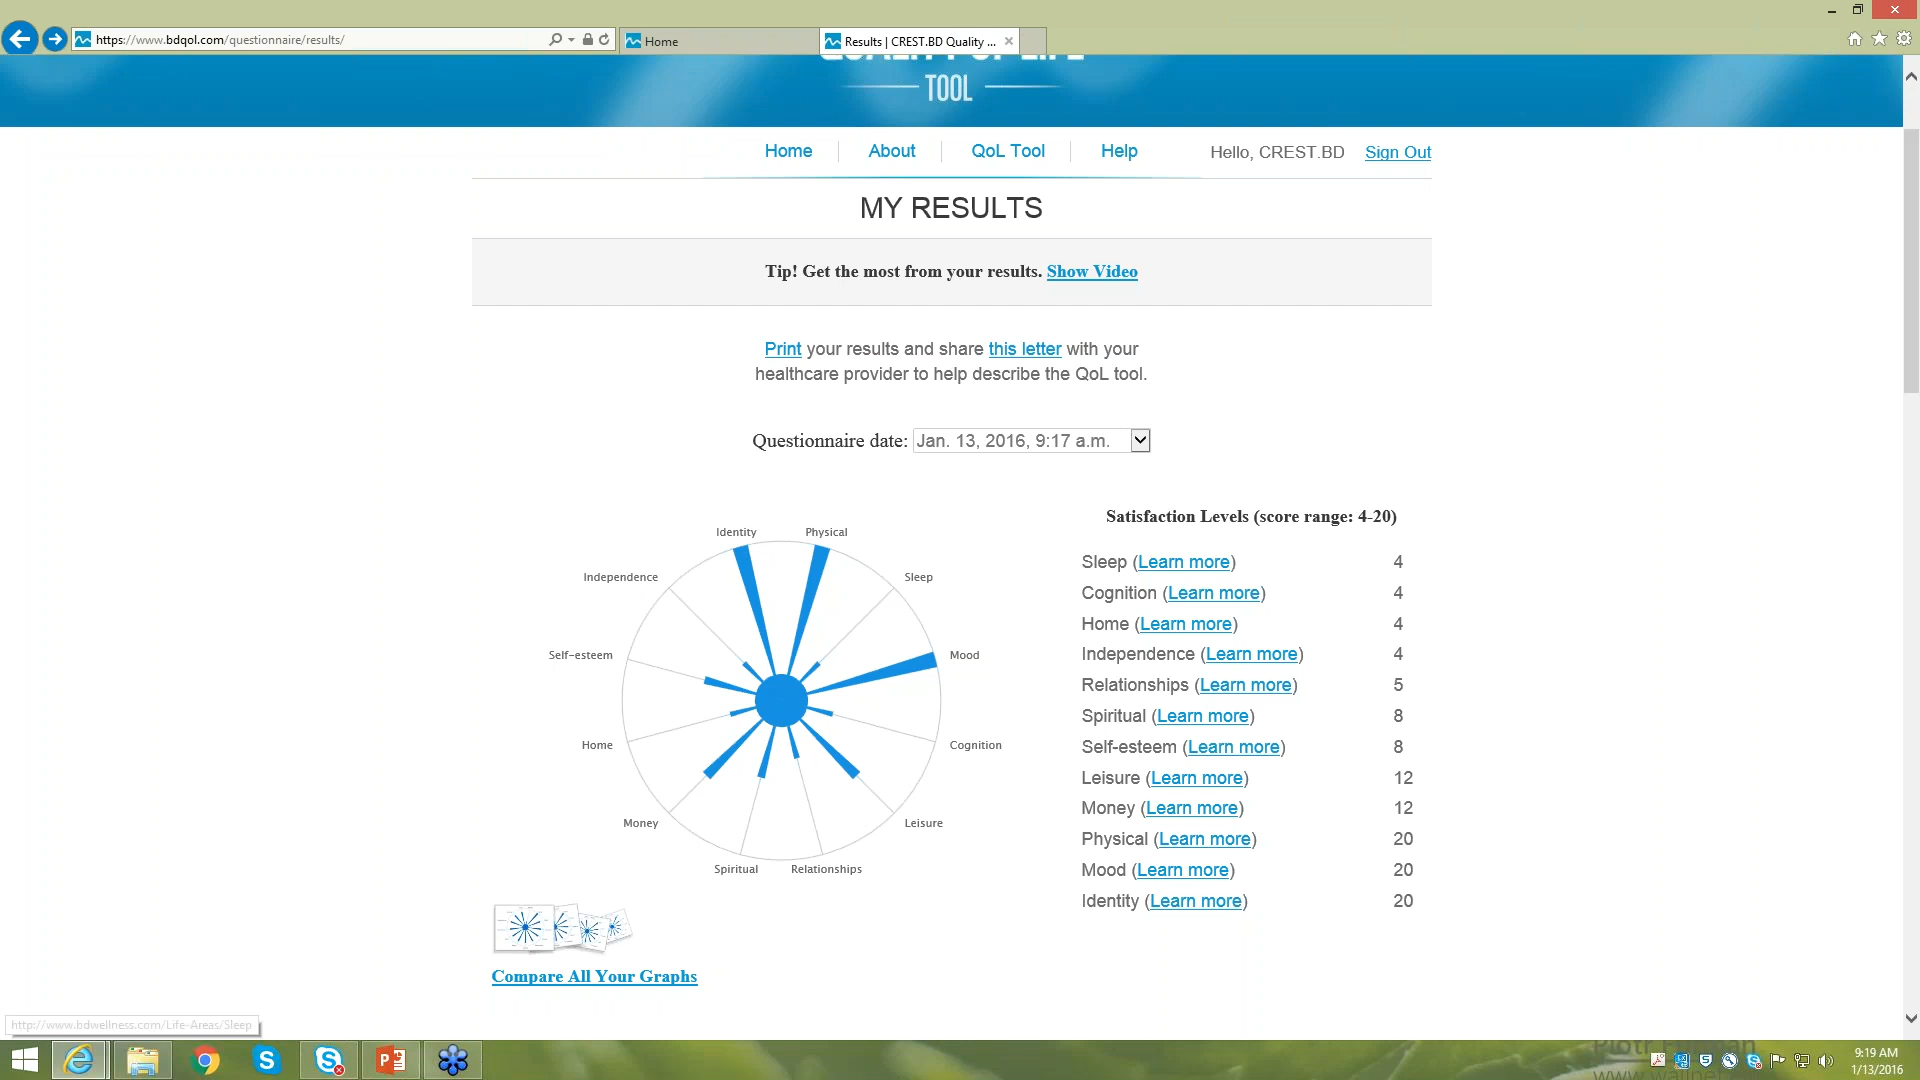 https://www.bdqol.com/questionnaire/results/
Home
Results | CREST.BD Quality ...
QUALITY OF LIFE
TOOL
Home
About
QoL Tool
Help
Hello, CREST.BD
Sign Out
MY RESULTS
Tip! Get the most from your results. Show Video
Print your results and share this letter with your
healthcare provider to help describe the QoL tool.
Questionnaire date: Jan. 13, 2016, 9:17 a.m.
Identity
Physical
Independence
Sleep
Self-esteem
Mood
Home
Cognition
Money
Leisure
Spiritual
Relationships
Satisfaction Levels (score range: 4-20)
Sleep (Learn more) 4
Cognition (Learn more) 4
Home (Learn more) 4
Independence (Learn more) 4
Relationships (Learn more) 5
Spiritual (Learn more) 8
Self-esteem (Learn more) 8
Leisure (Learn more) 12
Money (Learn more) 12
Physical (Learn more) 20
Mood (Learn more) 20
Identity (Learn more) 20
Compare All Your Graphs
http://www.bdwellness.com/Life-Areas/Sleep
9:19 AM
1/13/2016